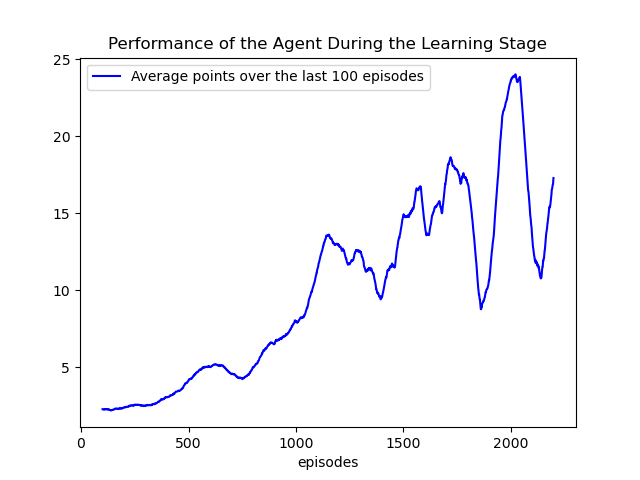 Performance of the Agent During the Learning Stage
Average points over the last 100 episodes
25
20
15
10
5
0 500 1000 1500 2000
episodes